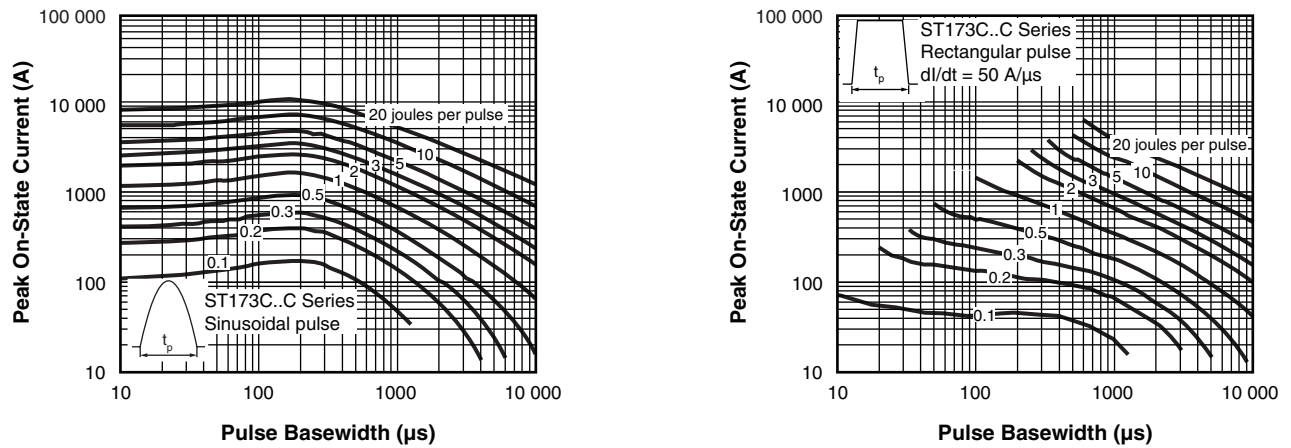 Peak On-State Current (A)
100 000
10 000
1000
100
10
20 joules per pulse
10
5
3
2
1
0.5
0.3
0.2
0.1
tp
ST173C..C Series
Sinusoidal pulse
10
100
1000
10 000
Pulse Basewidth (µs)
Peak On-State Current (A)
100 000
10 000
1000
100
10
tp
ST173C..C Series
Rectangular pulse
dI/dt = 50 A/µs
20 joules per pulse
10
5
3
2
1
0.5
0.3
0.2
0.1
10
100
1000
10 000
Pulse Basewidth (µs)